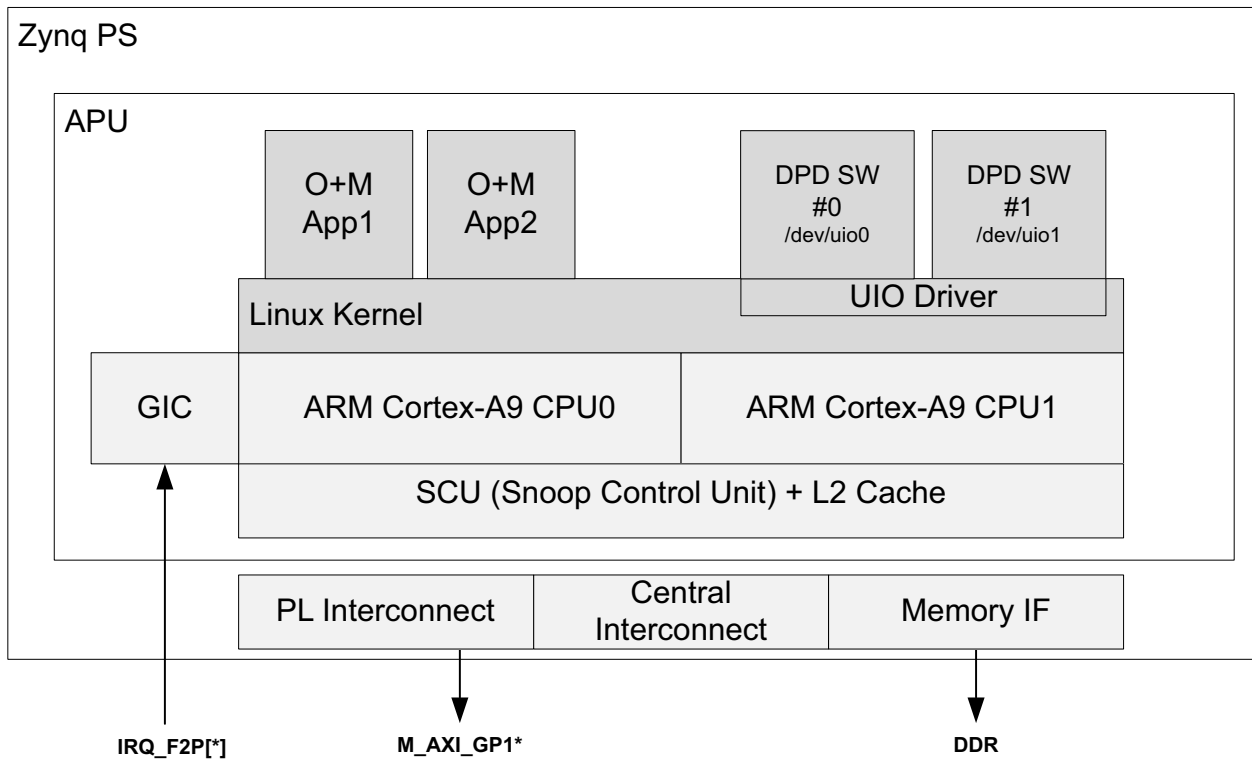 Zynq PS
APU
O+M
App1
O+M
App2
DPD SW
#0
/dev/uio0
DPD SW
#1
/dev/uio1
UIO Driver
Linux Kernel
GIC
ARM Cortex-A9 CPU0
ARM Cortex-A9 CPU1
SCU (Snoop Control Unit) + L2 Cache
PL Interconnect
Central
Interconnect
Memory IF
IRQ_F2P[*]
M_AXI_GP1*
DDR